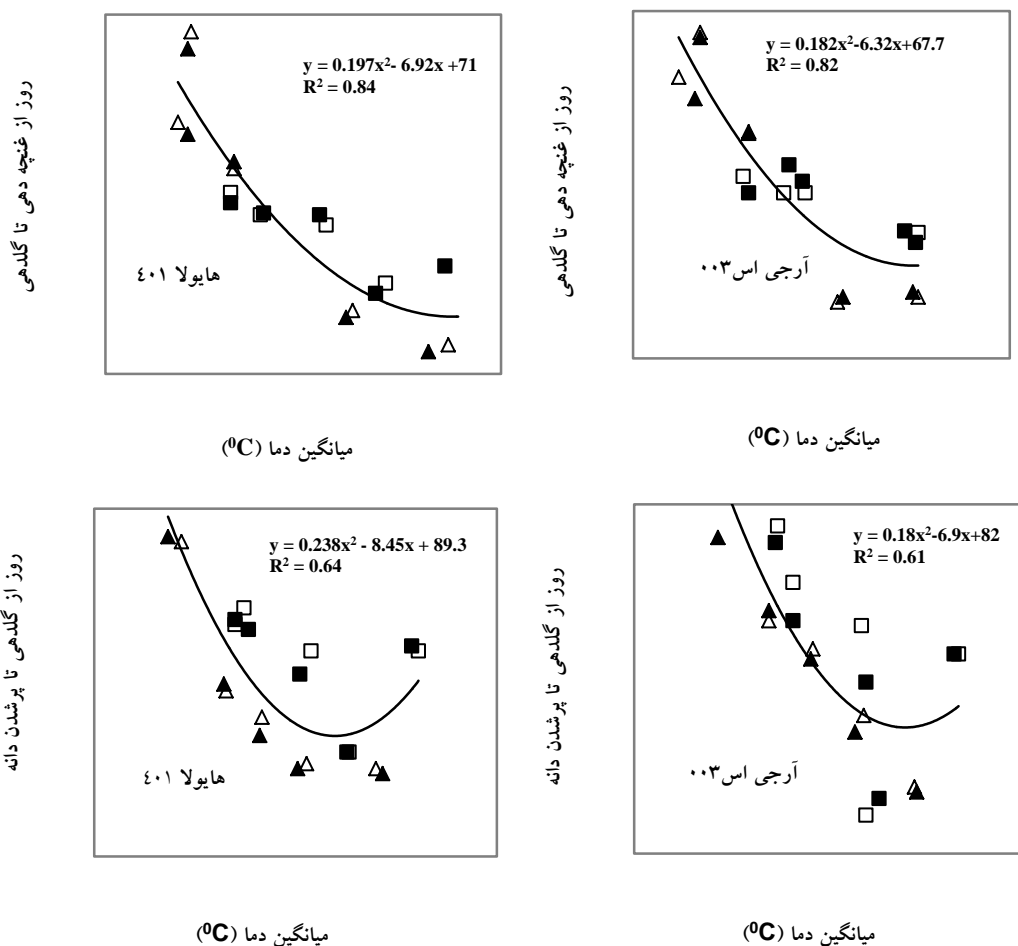 روز از غنچه دهی تا گلدهی
y = 0.197x²- 6.92x +71
R² = 0.84
هایولا ٤٠١
میانگین دما (⁰C)
روز از غنچه دهی تا گلدهی
y = 0.182x²-6.32x+67.7
R² = 0.82
آرجی اس۰۰۳
میانگین دما (⁰C)
روز از گلدهی تا پرشدن دانه
y = 0.238x² - 8.45x + 89.3
R² = 0.64
هایولا ٤٠١
میانگین دما (⁰C)
روز از گلدهی تا پرشدن دانه
y = 0.18x²-6.9x+82
R² = 0.61
آرجی اس۰۰۳
میانگین دما (⁰C)